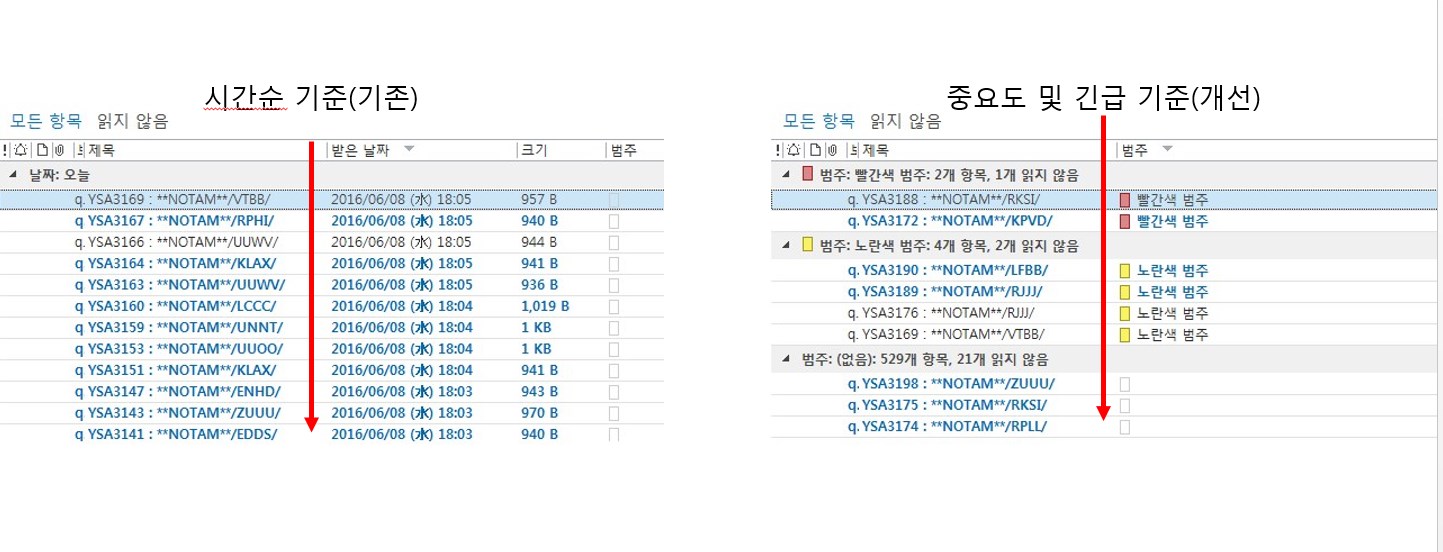 시간순 기준(기존)
모든 항목 읽지 않음
! 제목 받은 날짜 크기 범주
날짜: 오늘
q. YSA3169 : **NOTAM**/VTBB/ 2016/06/08 (水) 18:05 957 B
q YSA3167 : **NOTAM**/RPHI/ 2016/06/08 (水) 18:05 940 B
q YSA3166 : **NOTAM**/UUWV/ 2016/06/08 (水) 18:05 944 B
q YSA3164 : **NOTAM**/KLAX/ 2016/06/08 (水) 18:05 941 B
q YSA3163 : **NOTAM**/UUWV/ 2016/06/08 (水) 18:05 936 B
q YSA3160 : **NOTAM**/LCCC/ 2016/06/08 (水) 18:04 1,019 B
q YSA3159 : **NOTAM**/UNNT/ 2016/06/08 (水) 18:04 1 KB
q YSA3153 : **NOTAM**/UUOO/ 2016/06/08 (水) 18:04 1 KB
q YSA3151 : **NOTAM**/KLAX/ 2016/06/08 (水) 18:04 941 B
q YSA3147 : **NOTAM**/ENHD/ 2016/06/08 (水) 18:03 943 B
q YSA3143 : **NOTAM**/ZUUU/ 2016/06/08 (水) 18:03 970 B
q YSA3141 : **NOTAM**/EDDS/ 2016/06/08 (水) 18:03 940 B
중요도 및 긴급 기준(개선)
모든 항목 읽지 않음
! 제목 범주
범주: 빨간색 범주: 2개 항목, 1개 읽지 않음
q. YSA3188 : **NOTAM**/RKSI/ 빨간색 범주
q. YSA3172 : **NOTAM**/KPVD/ 빨간색 범주
범주: 노란색 범주: 4개 항목, 2개 읽지 않음
q. YSA3190 : **NOTAM**/LFBB/ 노란색 범주
q. YSA3189 : **NOTAM**/RJJJ/ 노란색 범주
q. YSA3176 : **NOTAM**/RJJJ/ 노란색 범주
q. YSA3169 : **NOTAM**/VTBB/ 노란색 범주
범주: (없음): 529개 항목, 21개 읽지 않음
q. YSA3198 : **NOTAM**/ZUUU/
q. YSA3175 : **NOTAM**/RKSI/
q. YSA3174 : **NOTAM**/RPLL/